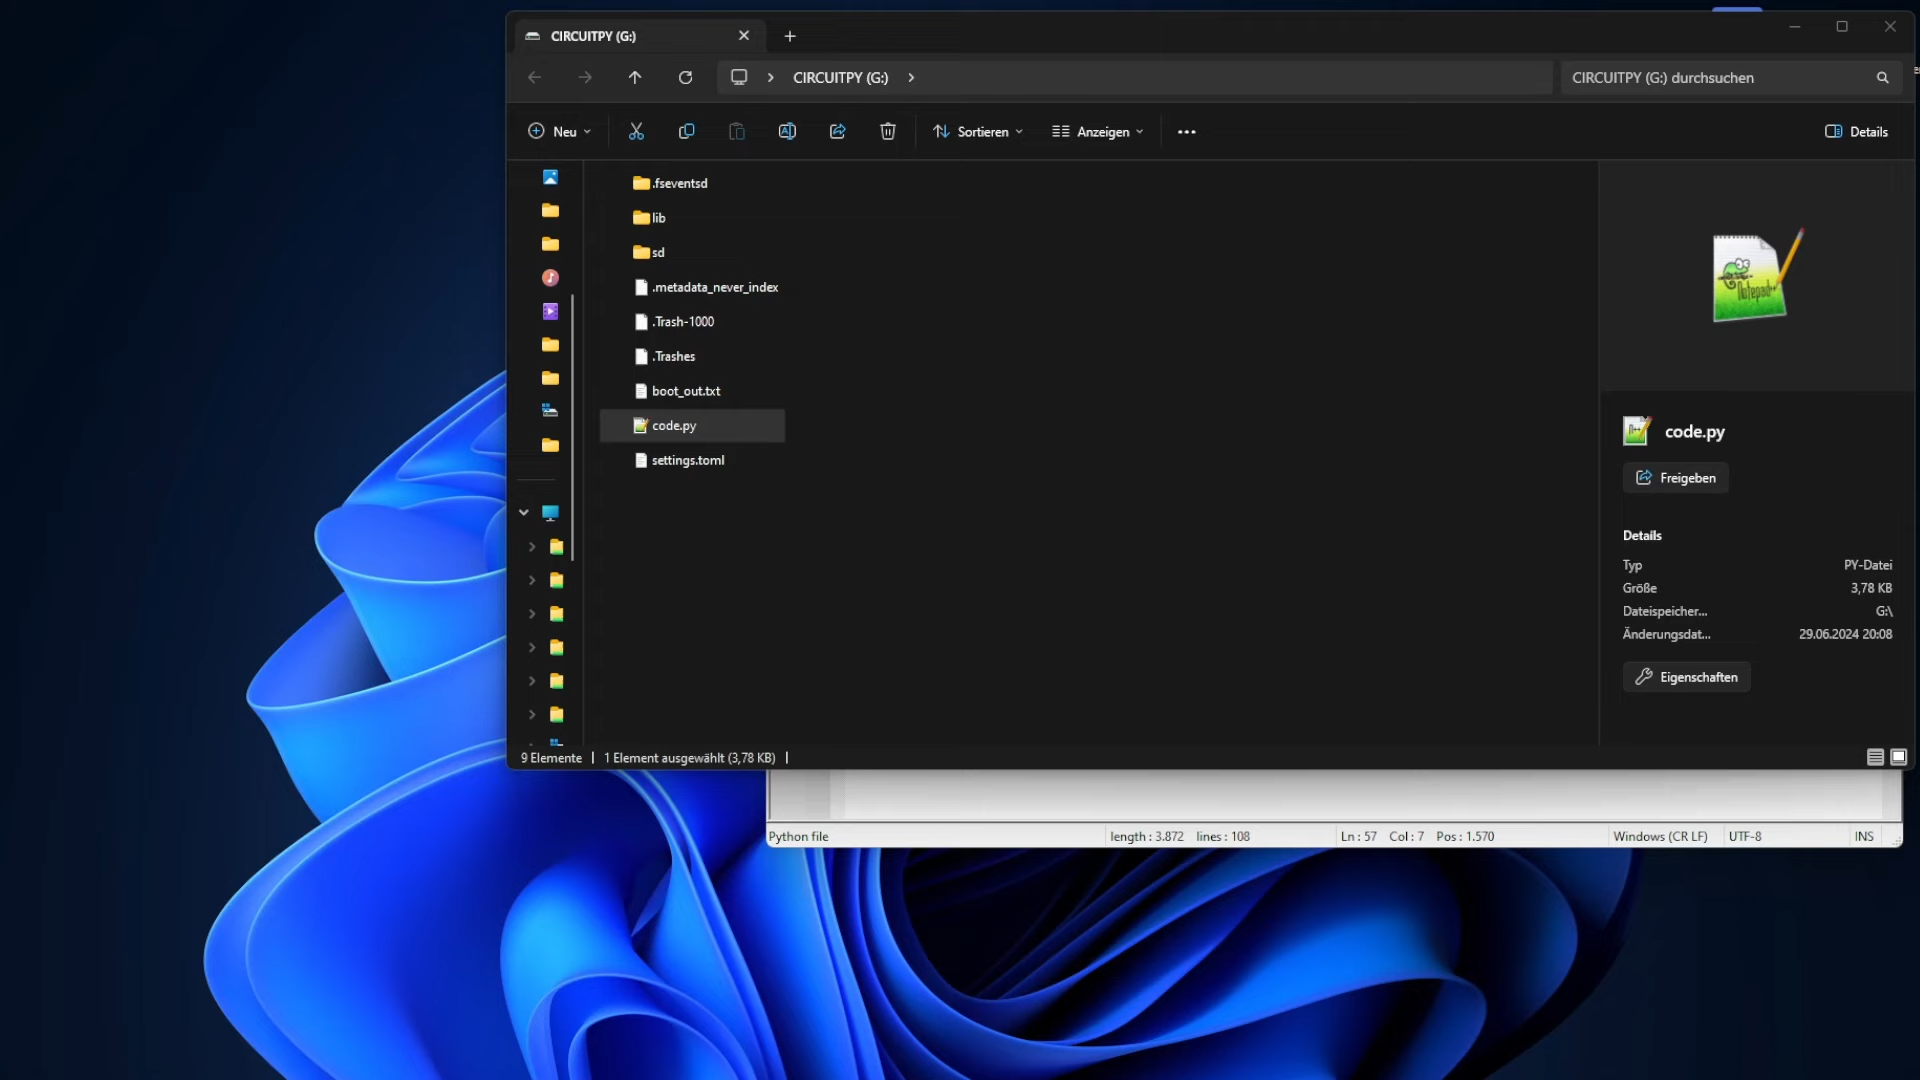 CIRCUITPY (G:)
CIRCUITPY (G:)
CIRCUITPY (G:) durchsuchen
Neu
Sortieren
Anzeigen
Details
.fseventsd
lib
sd
.metadata_never_index
.Trash-1000
.Trashes
boot_out.txt
code.py
settings.toml
Notepad++
code.py
Freigeben
Details
Typ PY-Datei
Größe 3,78 KB
Dateispeicher... G:\
Änderungsdat... 29.06.2024 20:08
Eigenschaften
9 Elemente
1 Element ausgewählt (3,78 KB)
Python file length : 3.872 lines : 108 Ln : 57 Col : 7 Pos : 1.570 Windows (CR LF) UTF-8 INS